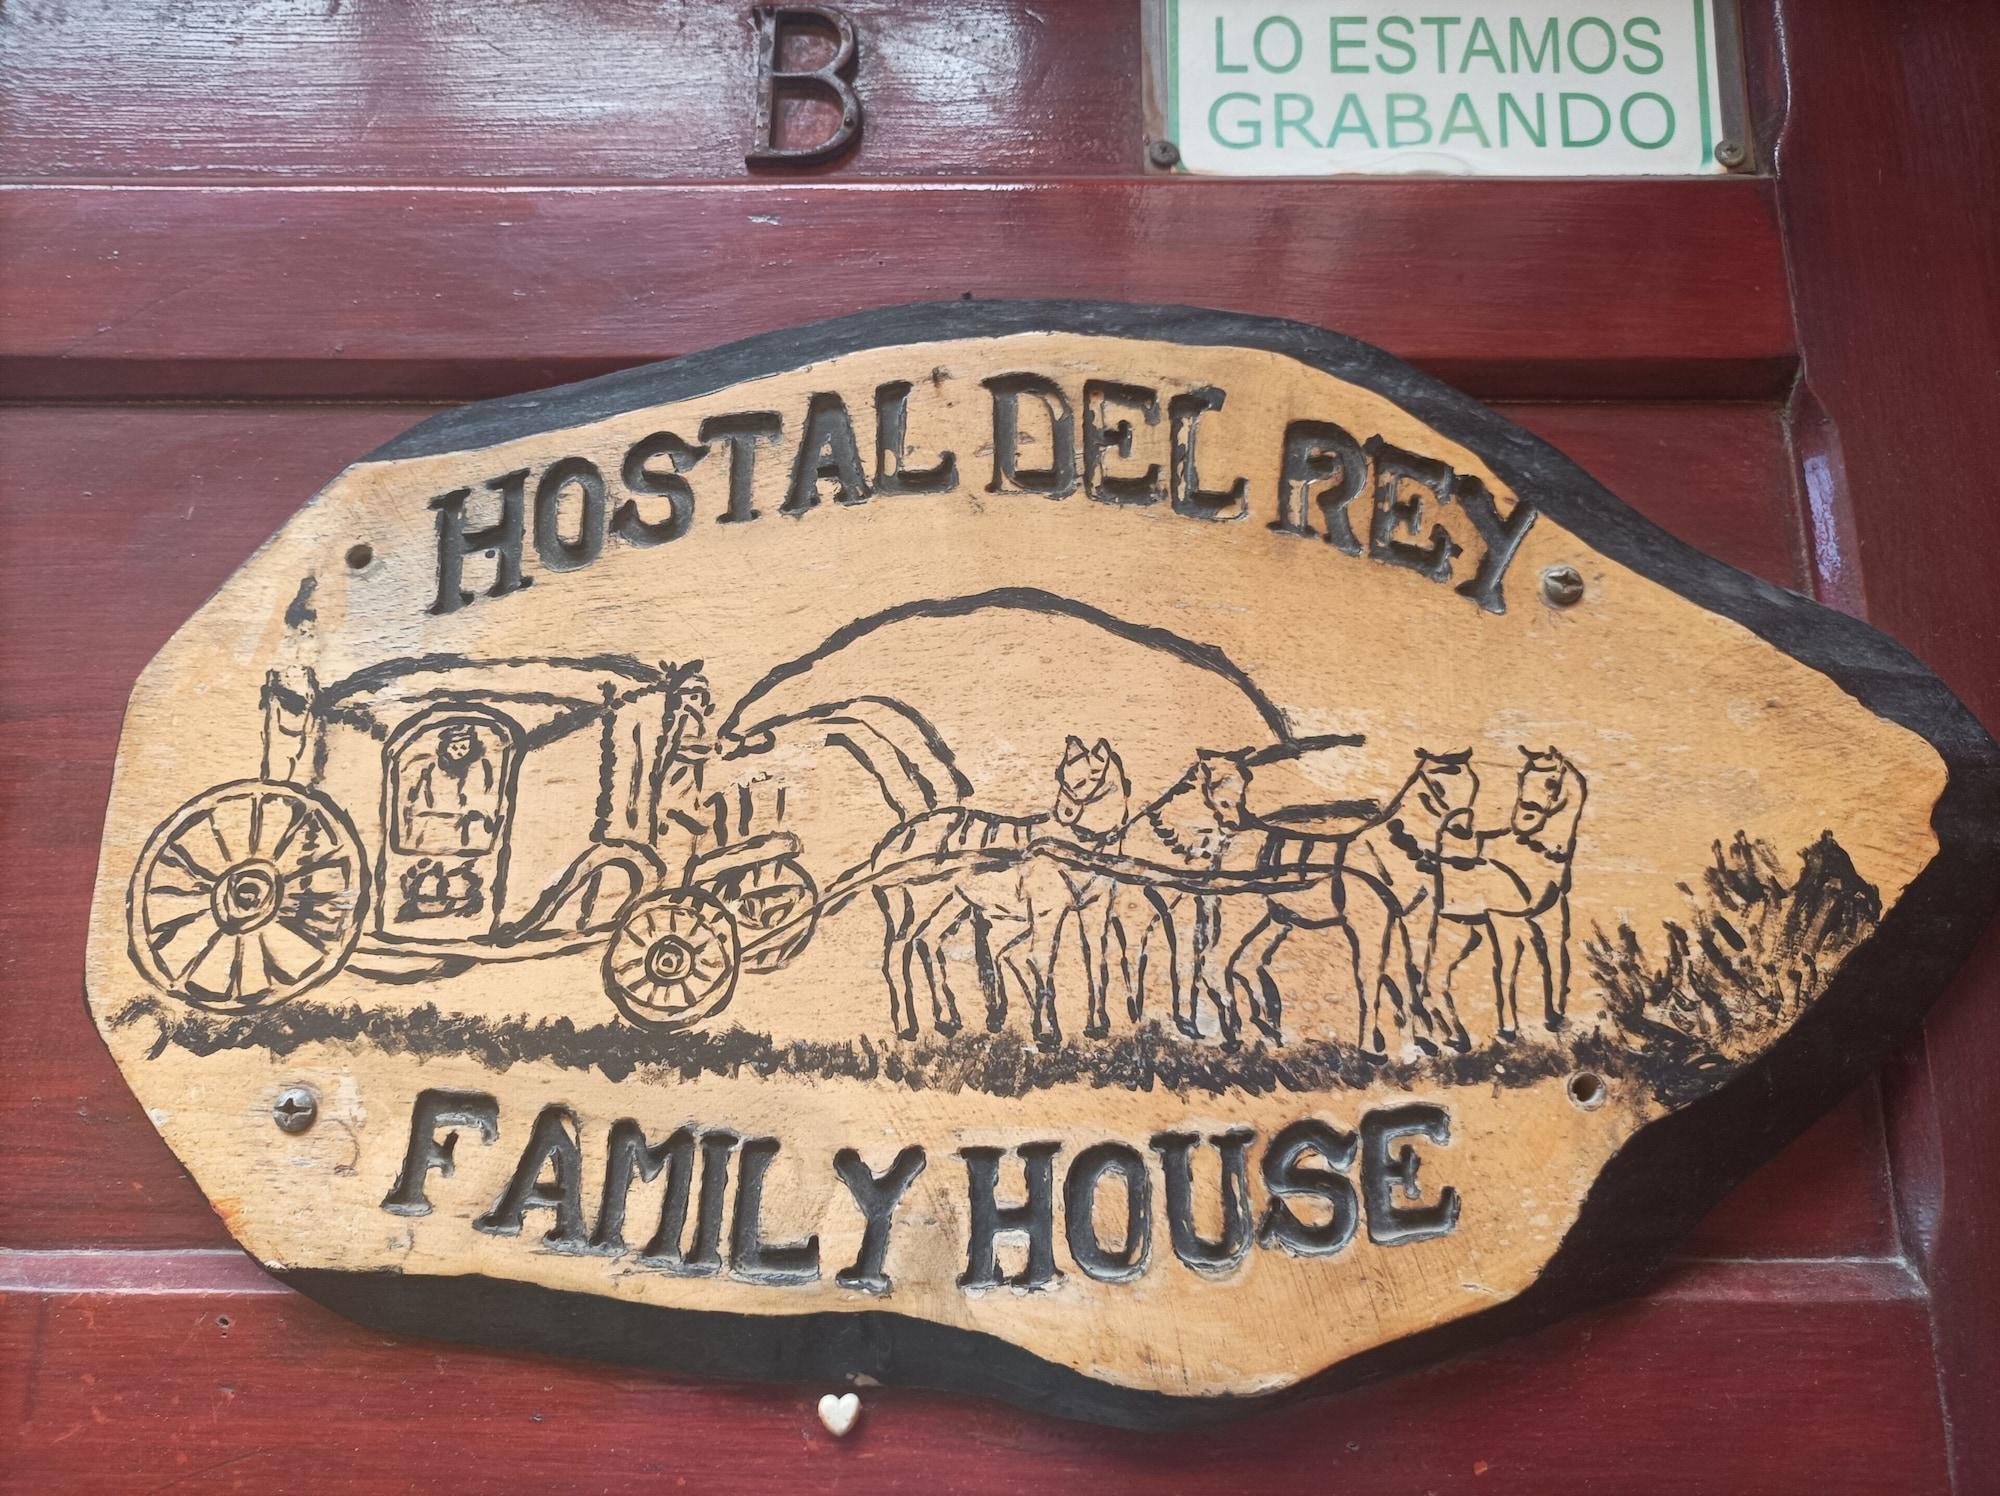 B
LO ESTAMOS
GRABANDO
HOSTAL DEL REY
FAMILY HOUSE